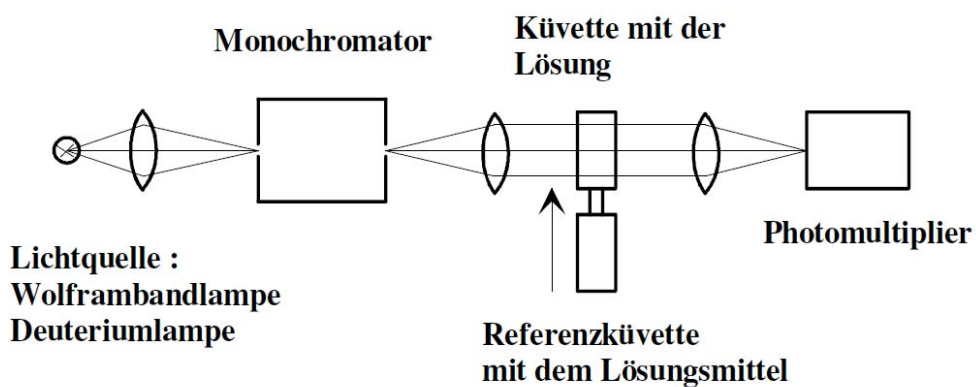 Monochromator
Küvette mit der
Lösung
Photomultiplier
Lichtquelle :
Wolframbandlampe
Deuteriumlampe
Referenzküvette
mit dem Lösungsmittel